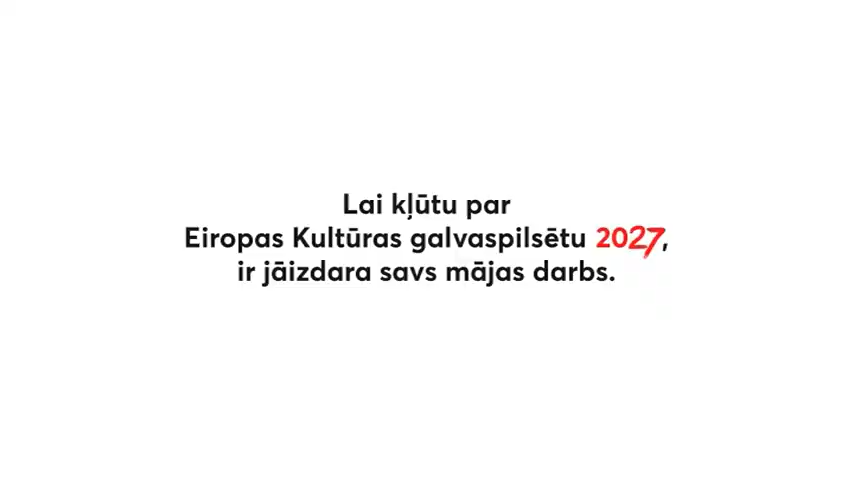 Lai kļūtu par
Eiropas Kultūras galvaspilsētu 2027,
ir jāizdara savs mājas darbs.